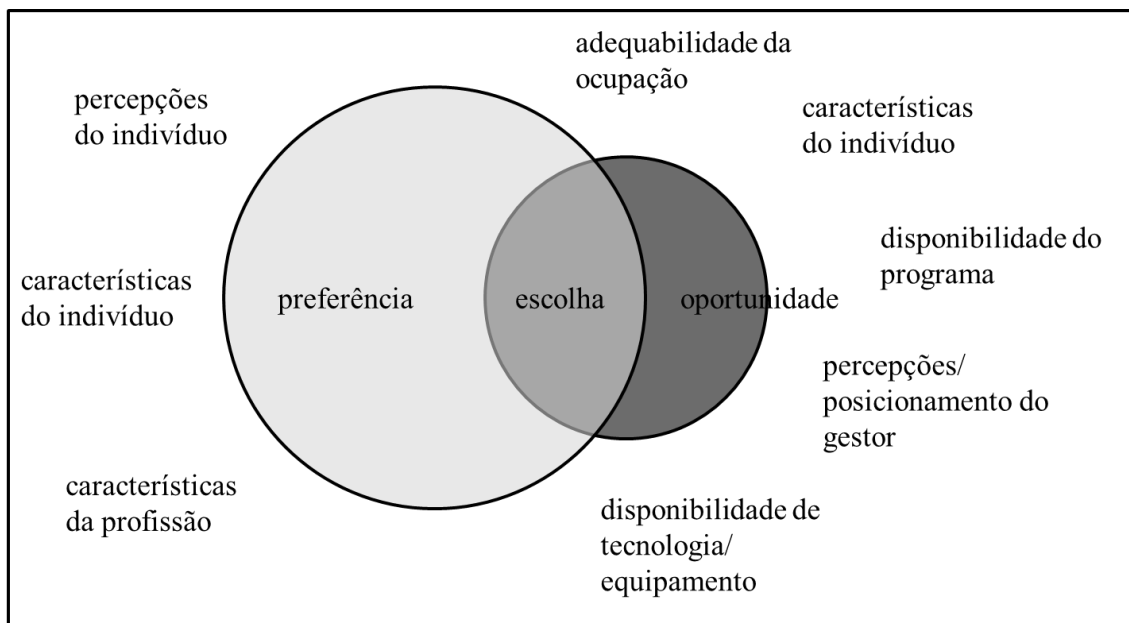 adequabilidade da
ocupação
percepções
do indivíduo
características
do indivíduo
disponibilidade do
programa
características
do indivíduo
preferência
escolha
oportunidade
percepções/
posicionamento do
gestor
características
da profissão
disponibilidade de
tecnologia/
equipamento